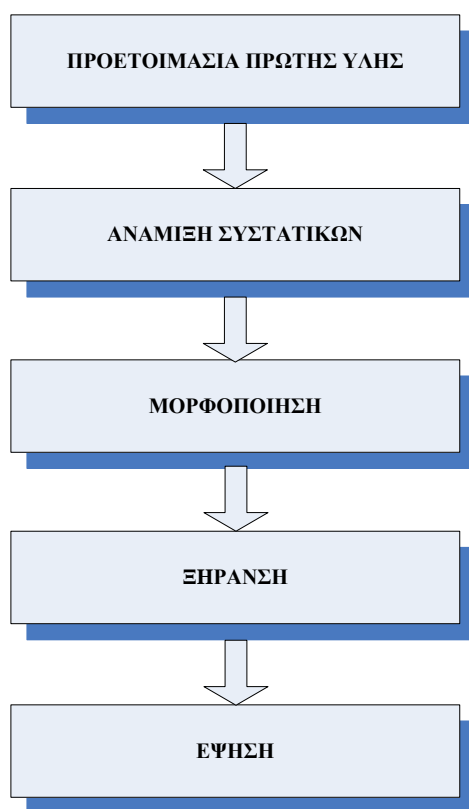 ΠΡΟΕΤΟΙΜΑΣΙΑ ΠΡΩΤΗΣ ΥΛΗΣ
ΑΝΑΜΙΞΗ ΣΥΣΤΑΤΙΚΩΝ
ΜΟΡΦΟΠΟΙΗΣΗ
ΞΗΡΑΝΣΗ
ΕΨΗΣΗ